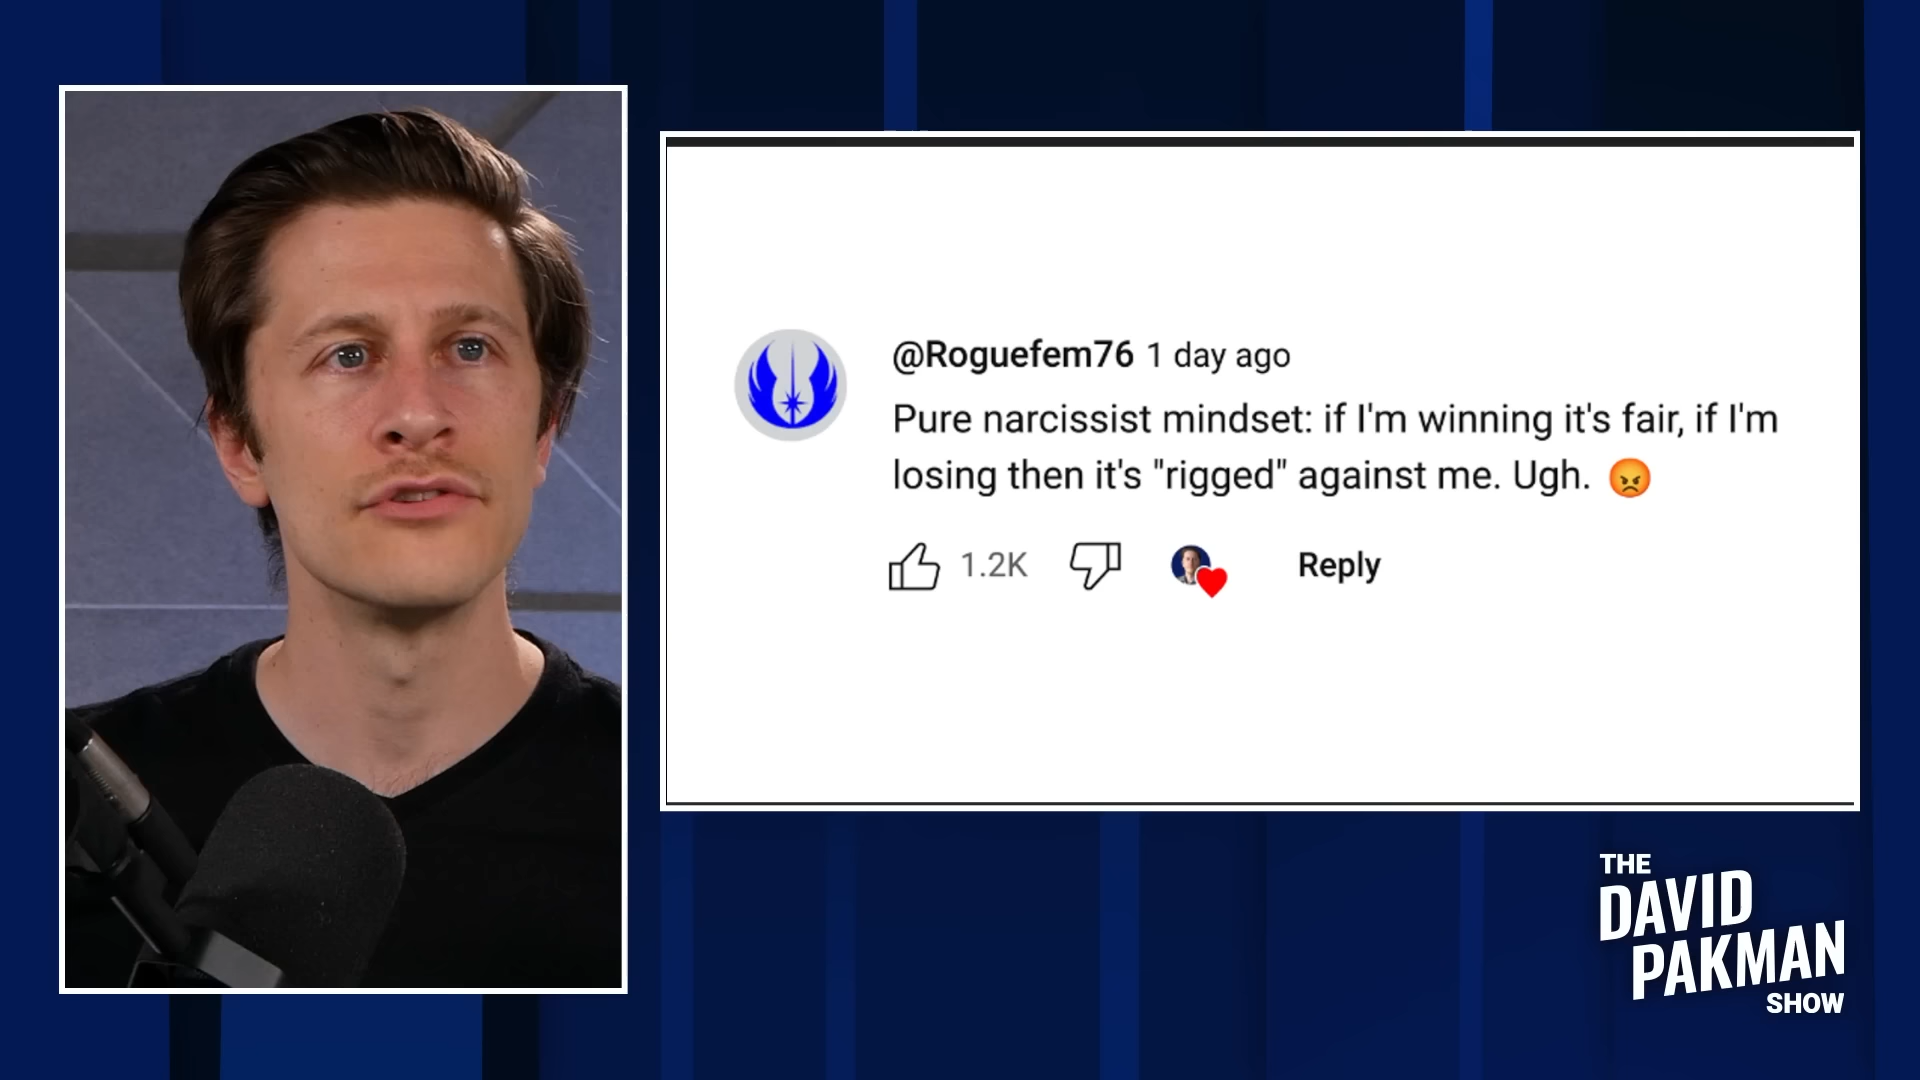 @Roguefem76 1 day ago
Pure narcissist mindset: if I'm winning it's fair, if I'm
losing then it's "rigged" against me. Ugh. 😡
1.2K
Reply
THE
DAVID
PAKMAN
SHOW